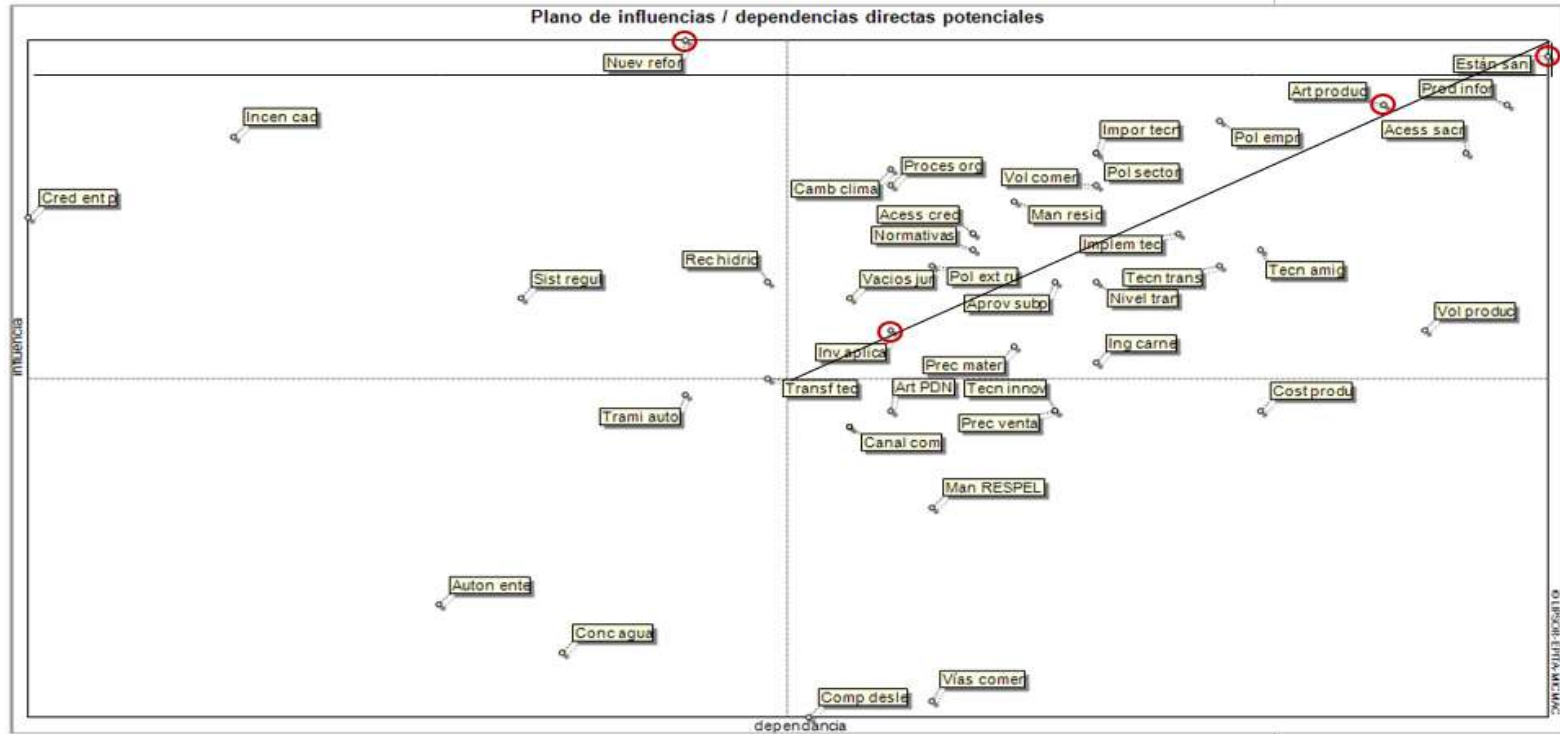 Plano de influencias / dependencias directas potenciales
Nuev refor
Están san
Art produc
Prod infor
Incen cad
Impor tecn
Pol empr
Acess sacr
Proces org
Vol comer
Pol sector
Camb clima
Cred ent p
Acess cred
Man resid
Normativas
Implem tec
Rec hidric
Sist regul
Vacios juri
Pol ext ru
Tecn trans
Tecn amig
Aprov subp
Nivel tran
Vol produc
influencia
Inv aplica
Prec mater
Ing carne
Transf tec
Art PDN
Tecn innov
Cost produ
Trami auto
Prec venta
Canal com
Man RESPEL
Auton ente
Conc agua
Vías comer
Comp desle
dependancia
© LIPSOR-EPITA-MICMAC